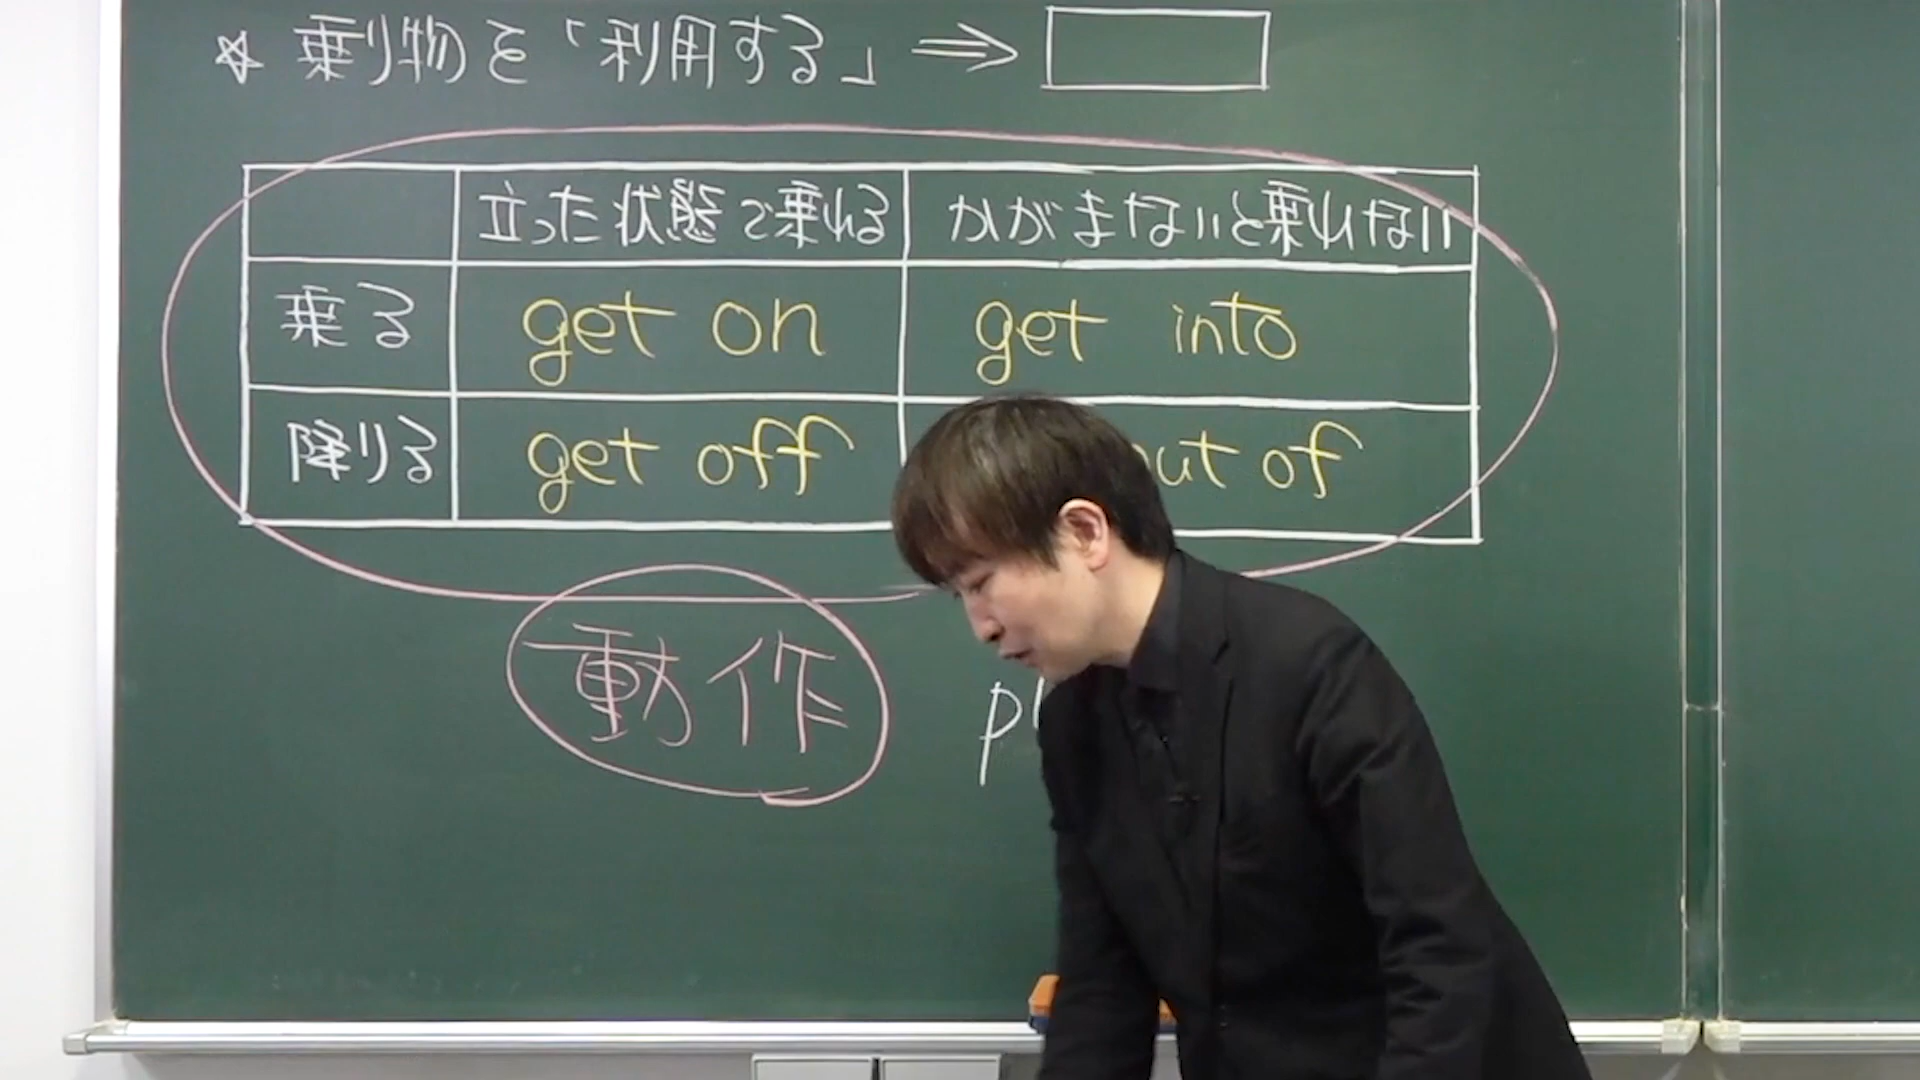 ☆ 乗り物を「利用する」⇒
立った状態で乗れる かがまないと乗れない
乗る get on get into
降りる get off out of
動作